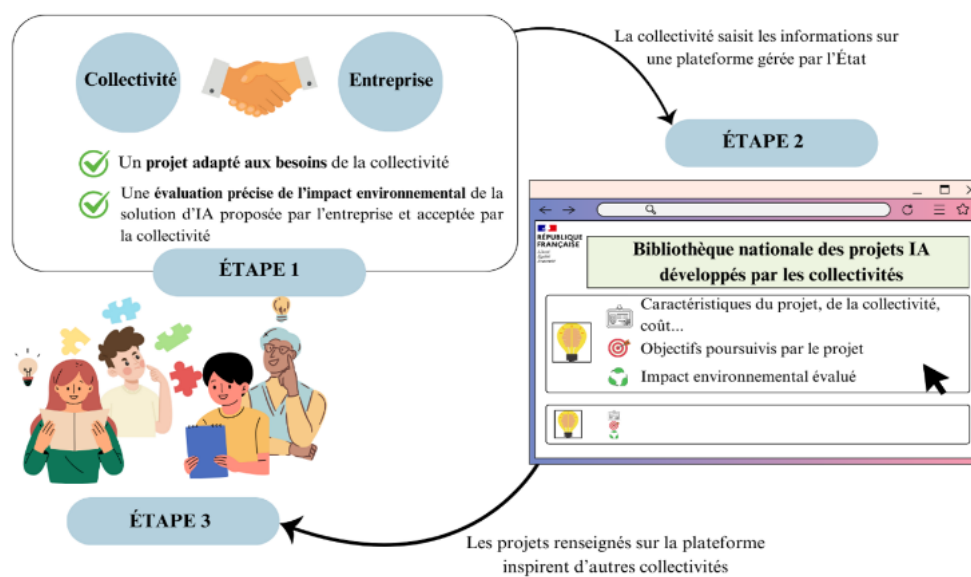 Collectivité
Entreprise
Un projet adapté aux besoins de la collectivité
Une évaluation précise de l'impact environnemental de la
solution d'IA proposée par l'entreprise et acceptée par
la collectivité
ÉTAPE 1
La collectivité saisit les informations sur
une plateforme gérée par l'État
ÉTAPE 2
RÉPUBLIQUE
FRANÇAISE
Bibliothèque nationale des projets IA
développés par les collectivités
Caractéristiques du projet, de la collectivité,
coût...
Objectifs poursuivis par le projet
Impact environnemental évalué
ÉTAPE 3
Les projets renseignés sur la plateforme
inspirent d'autres collectivités